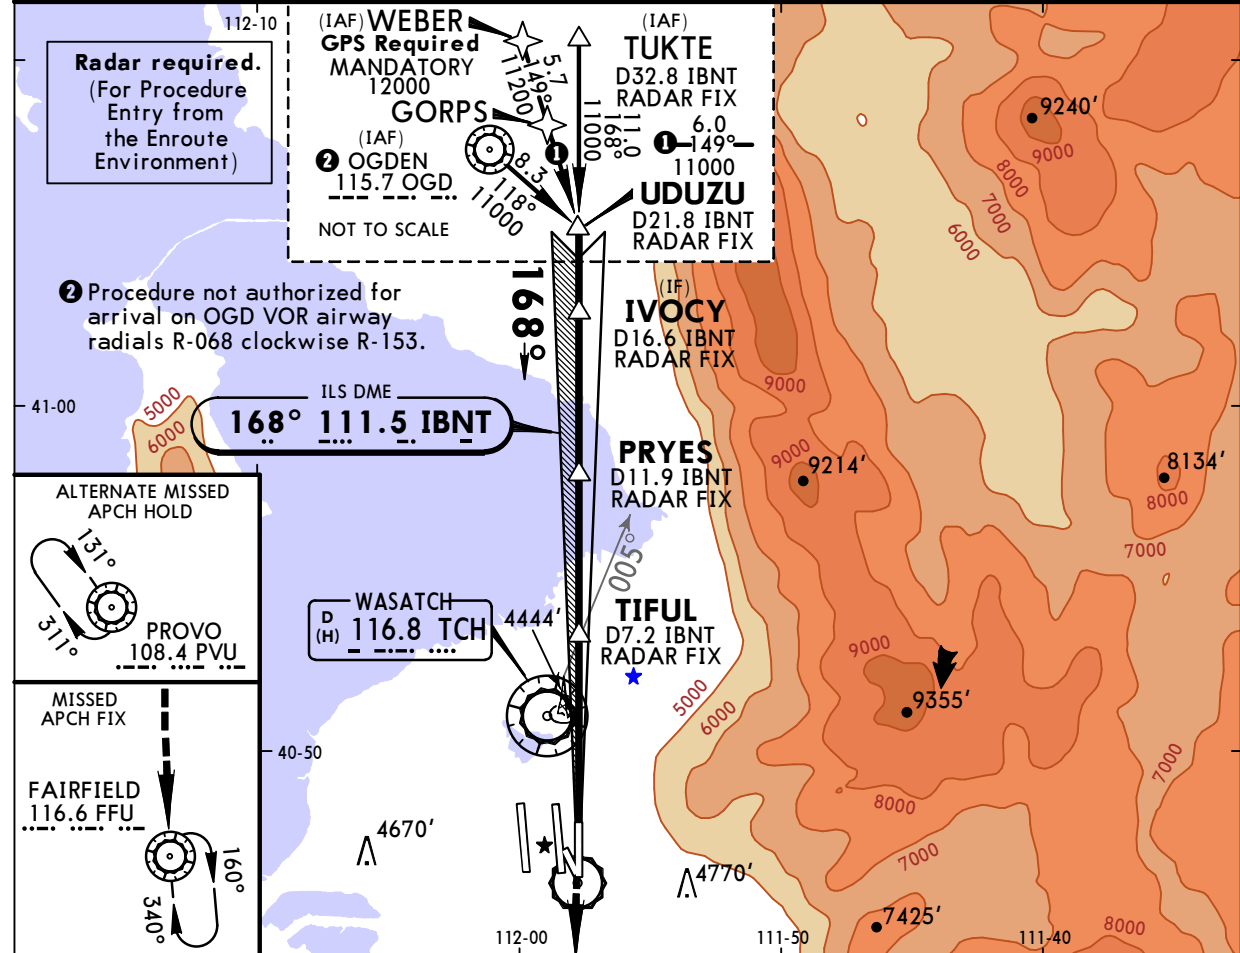 112-10
Radar required.
(For Procedure
Entry from
the Enroute
Environment)
(IAF) WEBER
GPS Required
MANDATORY
12000
GORPS
(IAF)
2 OGDEN
115.7 OGD
NOT TO SCALE
5.7
149°
11200
1
8.3
118°
11000
11.0
168°
11000
(IAF)
TUKTE
D32.8 IBNT
RADAR FIX
6.0
1 149°
11000
UDUZU
D21.8 IBNT
RADAR FIX
168°
2 Procedure not authorized for
arrival on OGD VOR airway
radials R-068 clockwise R-153.
(IF)
IVOCY
D16.6 IBNT
RADAR FIX
ILS DME
168° 111.5 IBNT
41-00
5000
6000
PRYES
D11.9 IBNT
RADAR FIX
005°
ALTERNATE MISSED
APCH HOLD
131°
311°
PROVO
108.4 PVU
WASATCH
D
(H) 116.8 TCH
4444'
TIFUL
D7.2 IBNT
RADAR FIX
MISSED
APCH FIX
FAIRFIELD
116.6 FFU
160°
340°
40-50
4670'
4770'
112-00
111-50
111-40
9240'
9000
8000
7000
6000
9000
9000
9214'
8134'
8000
7000
9000
9355'
5000
6000
8000
7000
7000
7425'
8000